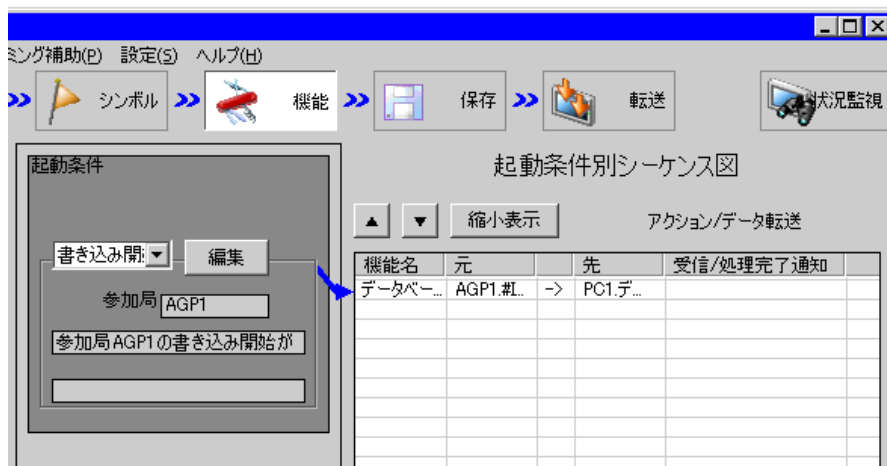 ミング補助(P) 設定(S) ヘルプ(H)
シンボル 機能 保存 転送 状況監視
起動条件
書き込み開 編集
参加局 AGP1
参加局AGP1の書き込み開始が
起動条件別シーケンス図
縮小表示 アクション/データ転送
機能名 元 先 受信/処理完了通知
データベー... AGP1.#I... -> PC1.デ...